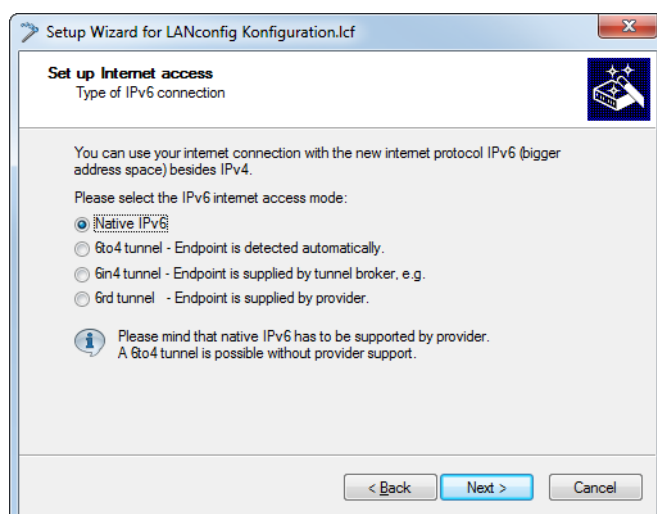 Setup Wizard for LANconfig Konfiguration.lcf
Set up Internet access
Type of IPv6 connection
You can use your internet connection with the new internet protocol IPv6 (bigger
address space) besides IPv4.
Please select the IPv6 internet access mode:
Native IPv6
6to4 tunnel - Endpoint is detected automatically.
6in4 tunnel - Endpoint is supplied by tunnel broker, e.g.
6rd tunnel - Endpoint is supplied by provider.
Please mind that native IPv6 has to be supported by provider.
A 6to4 tunnel is possible without provider support.
< Back Next > Cancel